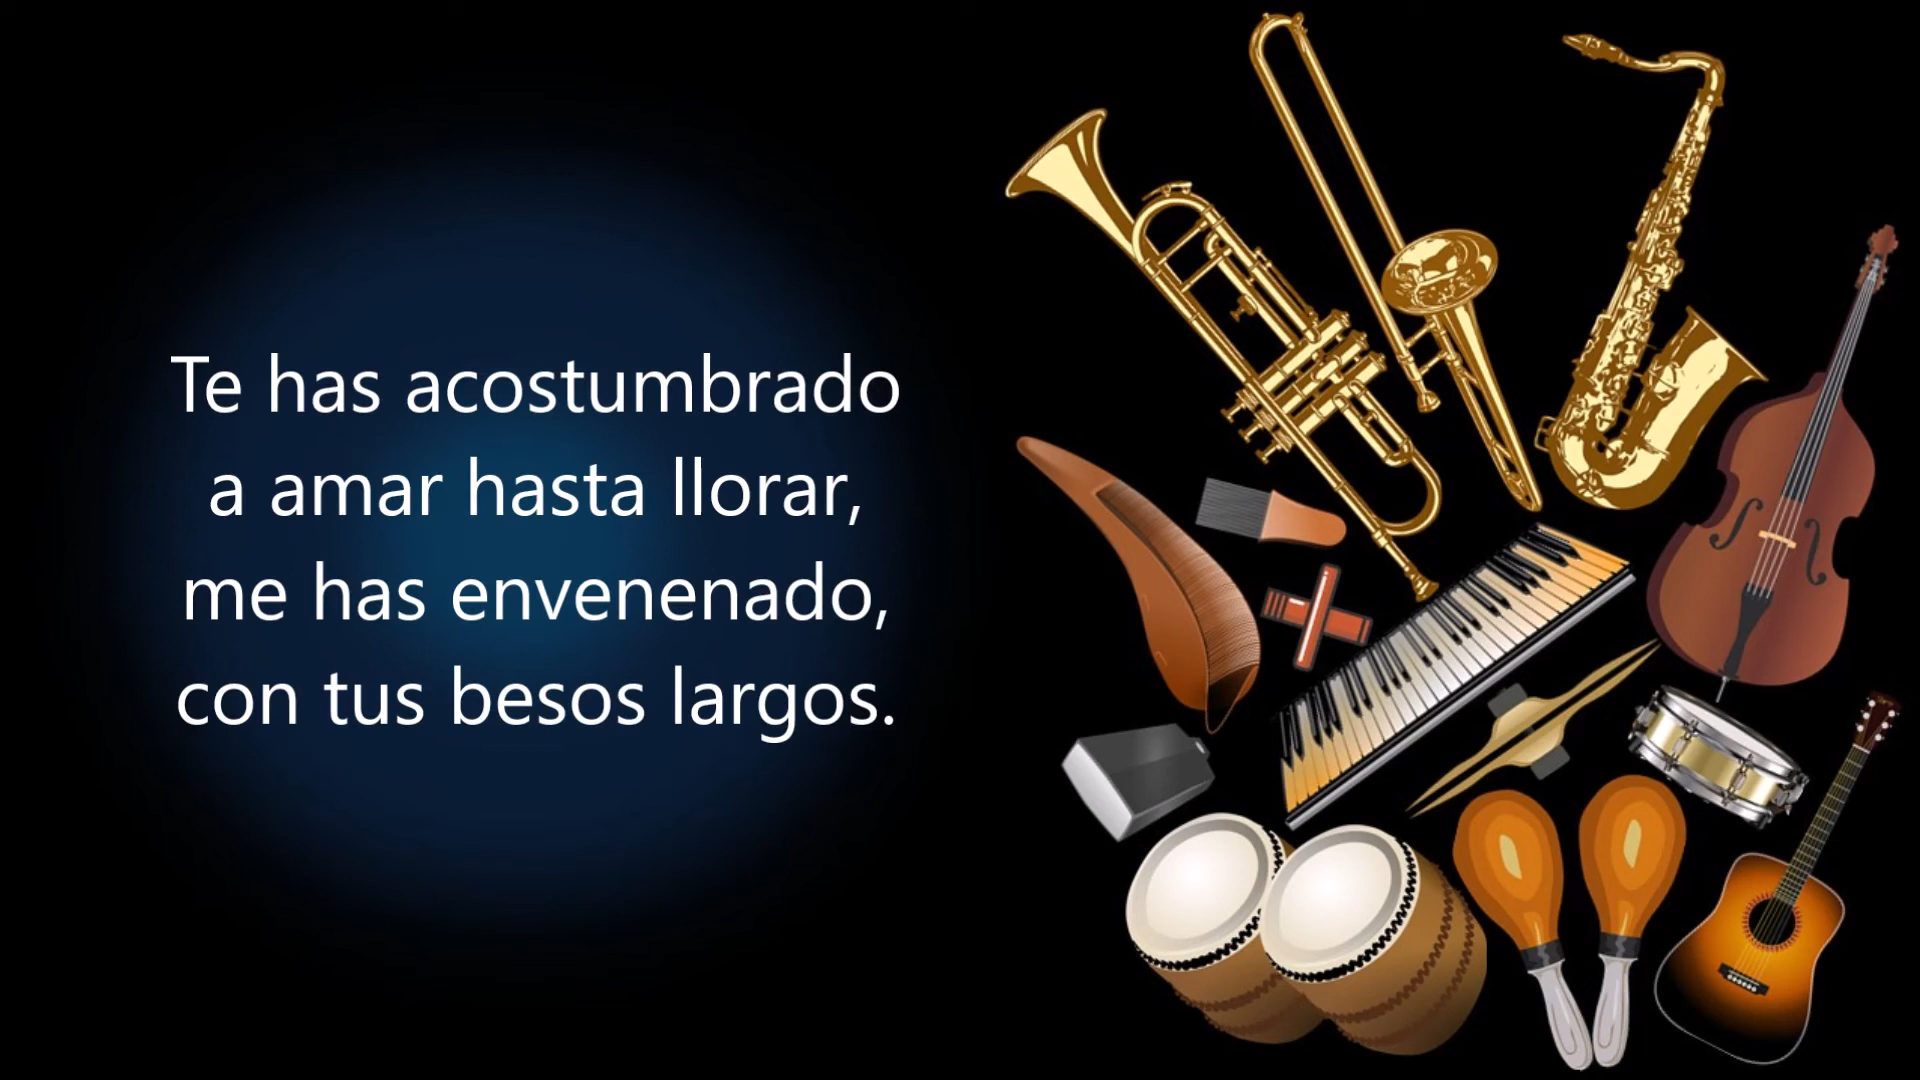 Te has acostumbrado
a amar hasta llorar,
me has envenenado,
con tus besos largos.